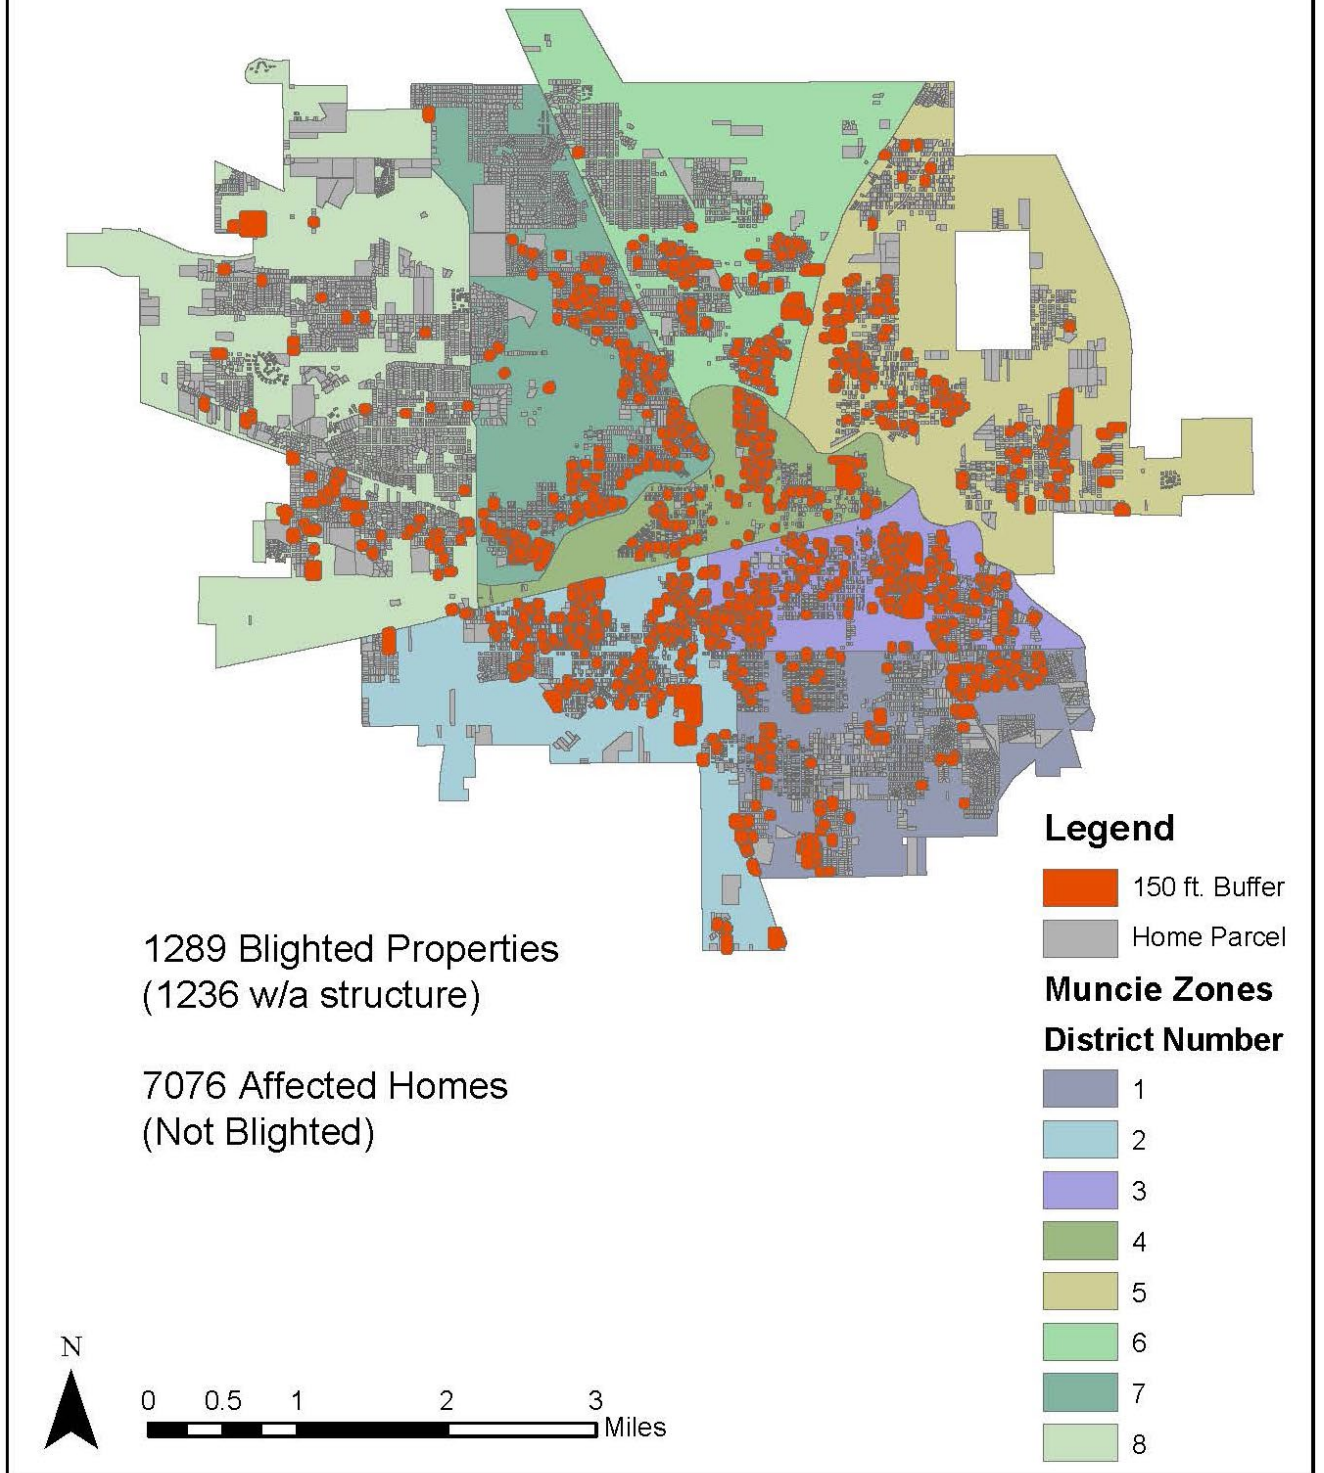 1289 Blighted Properties
(1236 w/a structure)
7076 Affected Homes
(Not Blighted)
Legend
150 ft. Buffer
Home Parcel
Muncie Zones
District Number
1
2
3
4
5
6
7
8
N
0 0.5 1 2 3
Miles